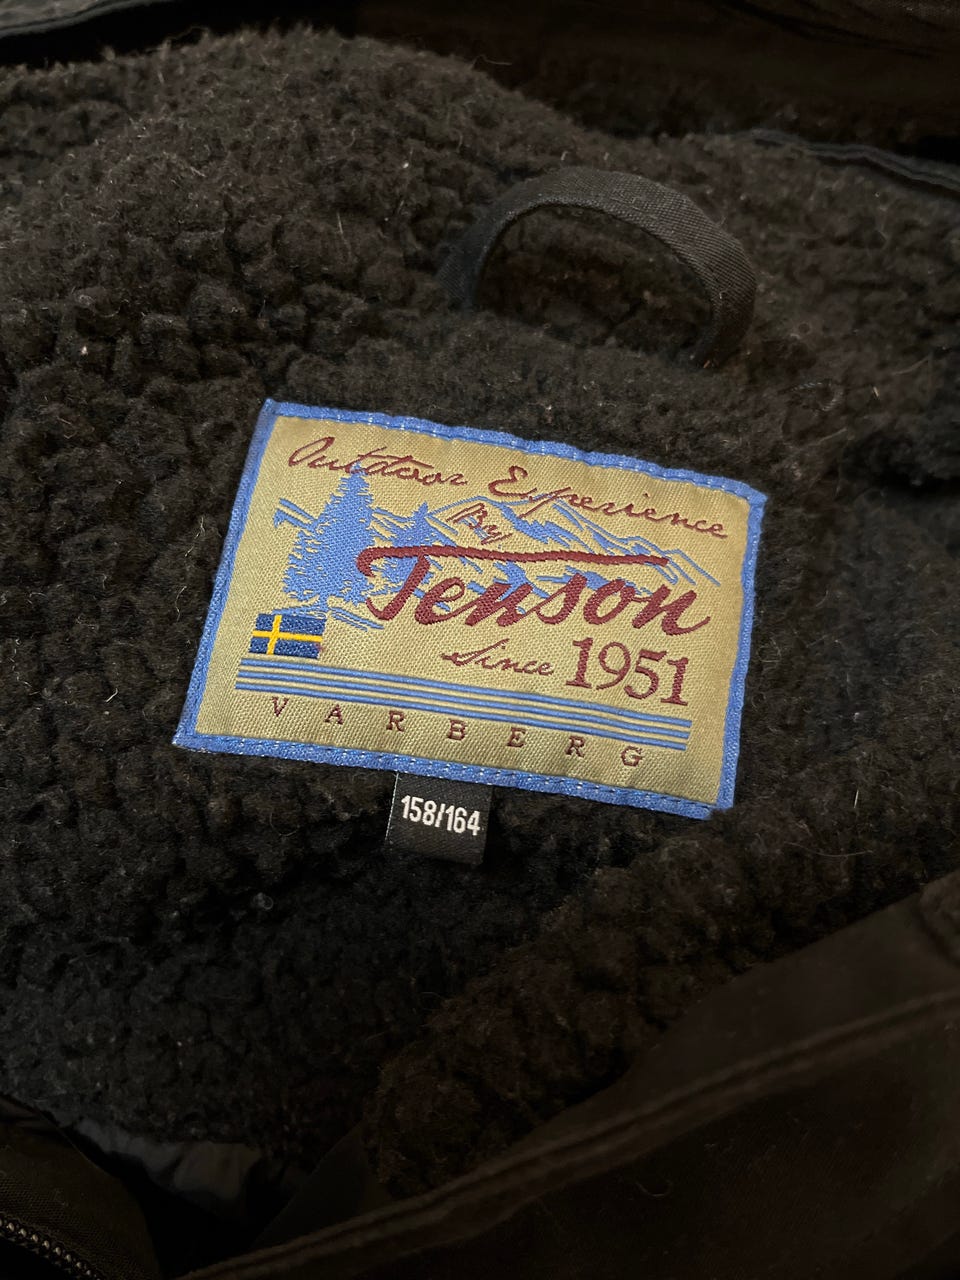 Outdoor Experience
By
Tenson
Since 1951
VARBERG
158/164